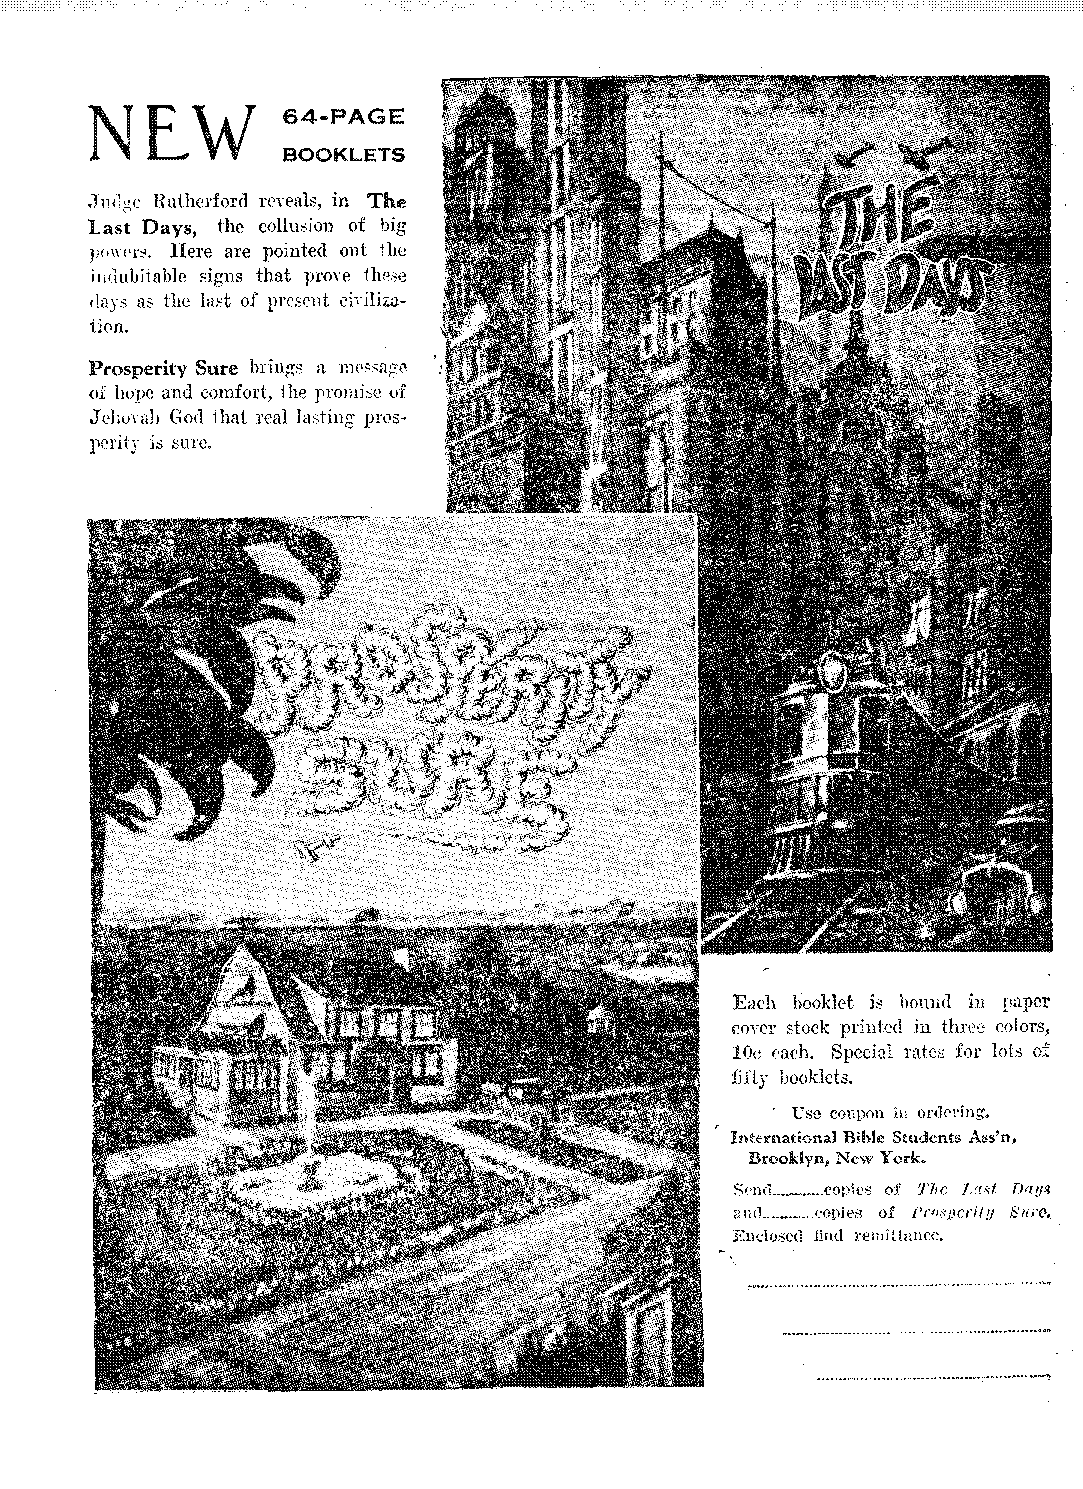 NEW 64-PAGE
BOOKLETS
Judge Rutherford reveals, in The
Last Days, the collusion of big
powers. Here are pointed out the
indubitable signs that prove these
days as the last of present civiliza-
tion.
Prosperity Sure brings a message
of hope and comfort, the promise of
Jehovah God that real lasting pros-
perity is sure.
THE
LAST DAYS
PROSPERITY
SURE
Each booklet is bound in paper
cover stock printed in three colors,
10c each. Special rates for lots of
fifty booklets.
Use coupon in ordering.
International Bible Students Ass'n,
Brooklyn, New York.
Send..........copies of The Last Days
and..........copies of Prosperity Sure.
Enclosed find remittance.